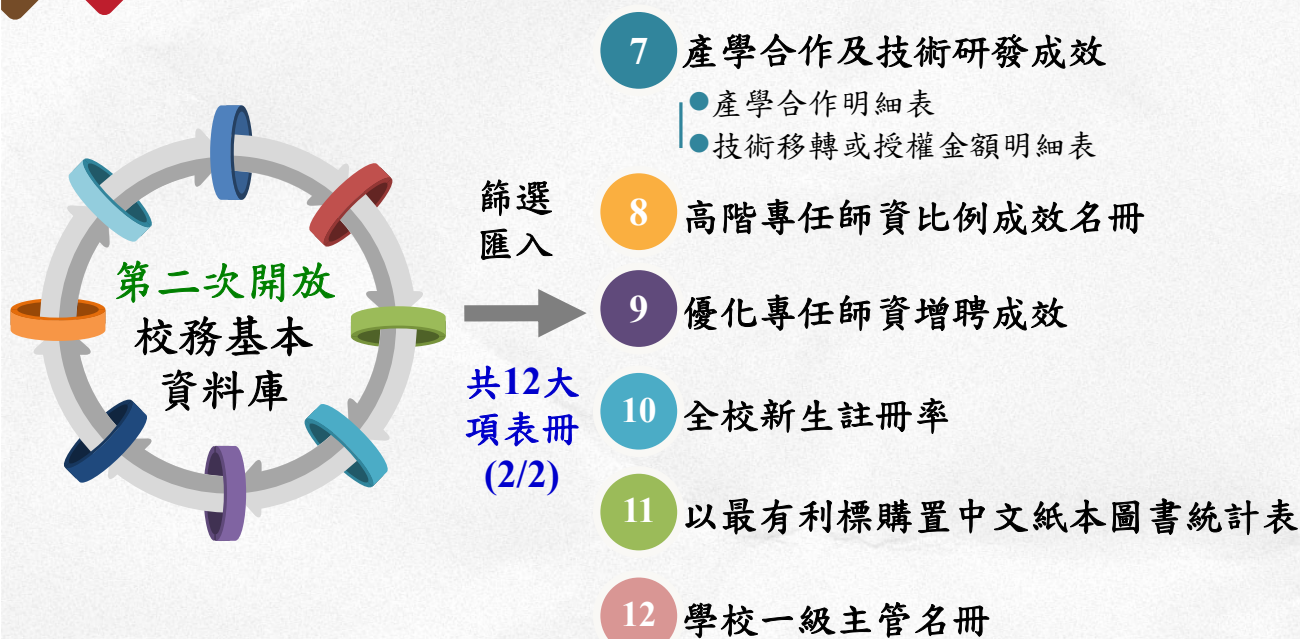 第二次開放
校務基本
資料庫
篩選
匯入
共12大
項表冊
(2/2)
7 產學合作及技術研發成效
●產學合作明細表
●技術移轉或授權金額明細表
8 高階專任師資比例成效名冊
9 優化專任師資增聘成效
10 全校新生註冊率
11 以最有利標購置中文紙本圖書統計表
12 學校一級主管名冊